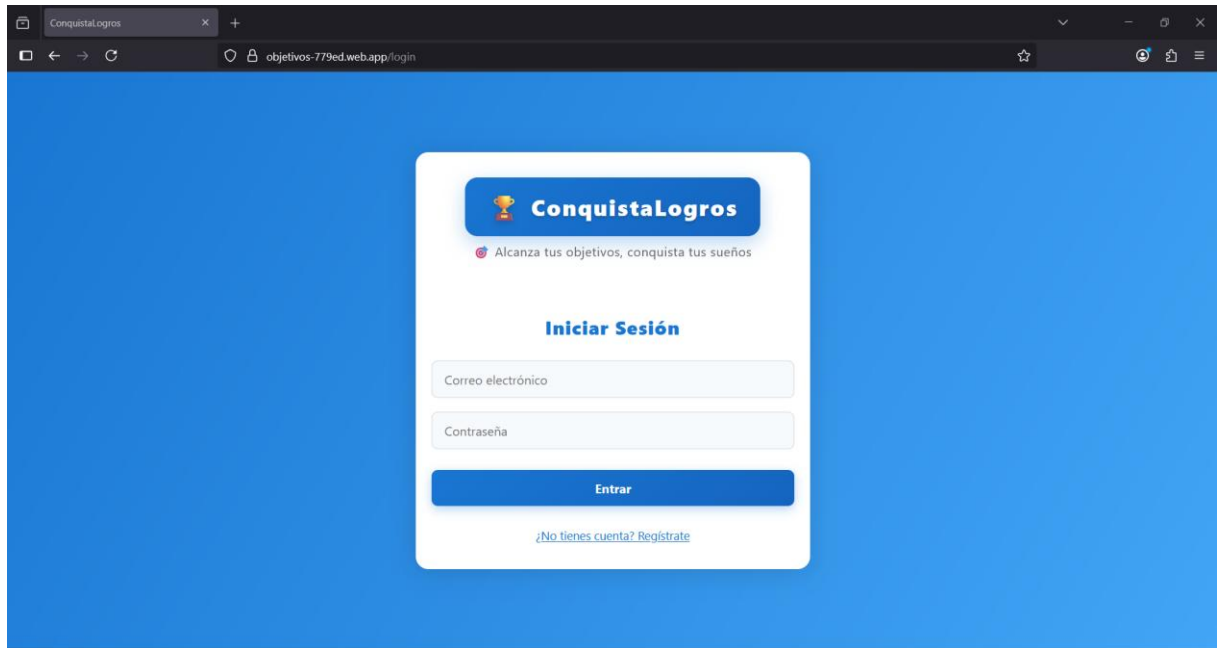 ConquistaLogros
objetivos-779ed.web.app/login
🏆 ConquistaLogros
🎯 Alcanza tus objetivos, conquista tus sueños
Iniciar Sesión
Correo electrónico
Contraseña
Entrar
¿No tienes cuenta? Regístrate